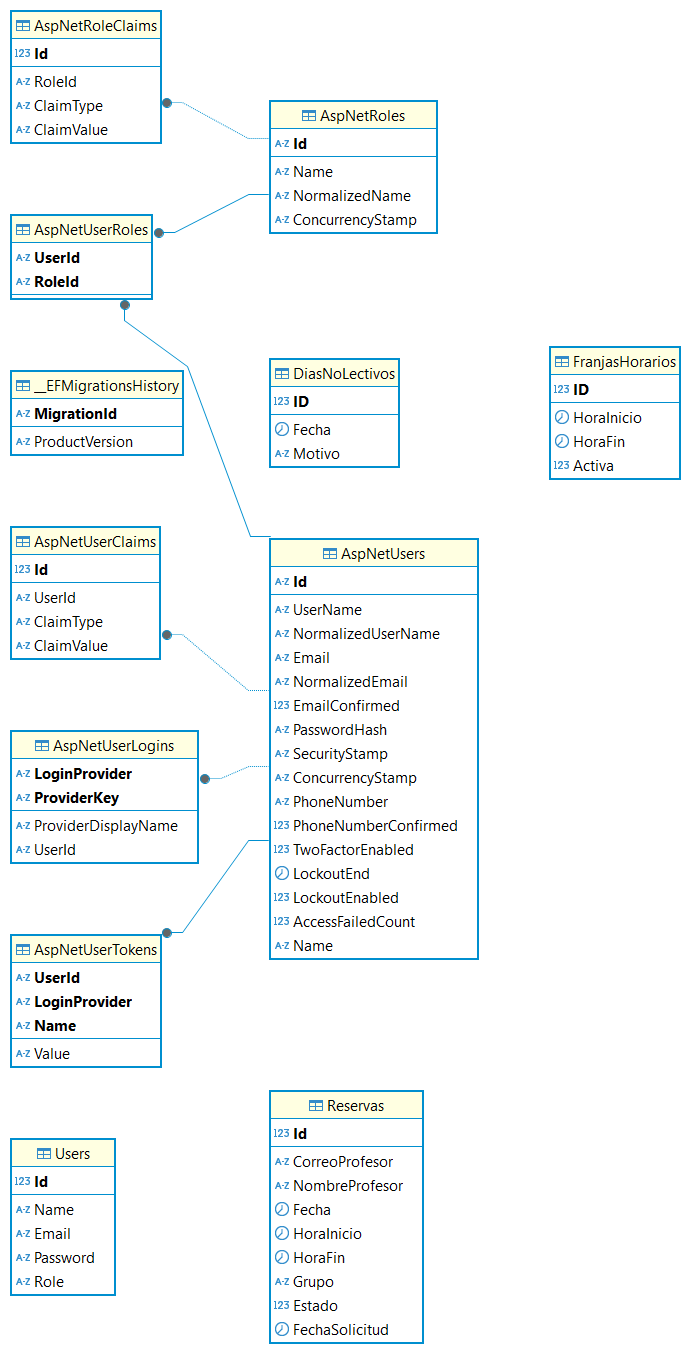 AspNetRoleClaims
123 Id
A-Z RoleId
A-Z ClaimType
A-Z ClaimValue
AspNetRoles
A-Z Id
A-Z Name
A-Z NormalizedName
A-Z ConcurrencyStamp
AspNetUserRoles
A-Z UserId
A-Z RoleId
__EFMigrationsHistory
A-Z MigrationId
A-Z ProductVersion
DiasNoLectivos
123 ID
Fecha
A-Z Motivo
FranjasHorarios
123 ID
HoraInicio
HoraFin
123 Activa
AspNetUserClaims
123 Id
A-Z UserId
A-Z ClaimType
A-Z ClaimValue
AspNetUsers
A-Z Id
A-Z UserName
A-Z NormalizedUserName
A-Z Email
A-Z NormalizedEmail
123 EmailConfirmed
A-Z PasswordHash
A-Z SecurityStamp
A-Z ConcurrencyStamp
A-Z PhoneNumber
123 PhoneNumberConfirmed
123 TwoFactorEnabled
LockoutEnd
123 LockoutEnabled
123 AccessFailedCount
A-Z Name
AspNetUserLogins
A-Z LoginProvider
A-Z ProviderKey
A-Z ProviderDisplayName
A-Z UserId
AspNetUserTokens
A-Z UserId
A-Z LoginProvider
A-Z Name
A-Z Value
Users
123 Id
A-Z Name
A-Z Email
A-Z Password
A-Z Role
Reservas
123 Id
A-Z CorreoProfesor
A-Z NombreProfesor
Fecha
HoraInicio
HoraFin
A-Z Grupo
123 Estado
FechaSolicitud